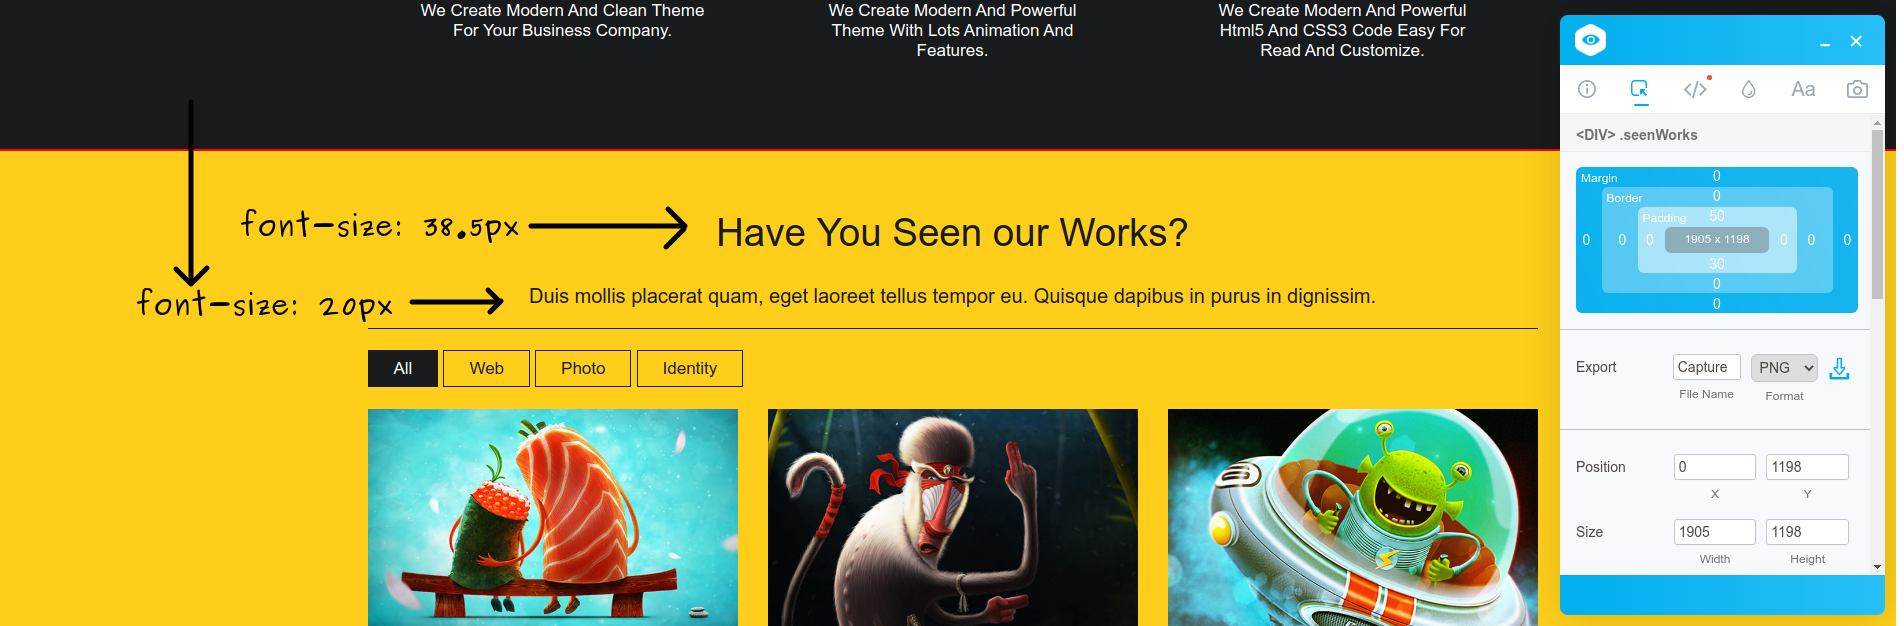 We Create Modern And Clean Theme
For Your Business Company.
We Create Modern And Powerful
Theme With Lots Animation And
Features.
We Create Modern And Powerful
Html5 And CSS3 Code Easy For
Read And Customize.
font-size: 38.5px
Have You Seen our Works?
font-size: 20px
Duis mollis placerat quam, eget laoreet tellus tempor eu. Quisque dapibus in purus in dignissim.
All Web Photo Identity
</> Aa
<DIV> .seenWorks
Margin 0
Border 0
Padding 50
0 0 0 1905 x 1198 0 0 0
30
0
0
Export Capture PNG
File Name Format
Position 0 1198
X Y
Size 1905 1198
Width Height